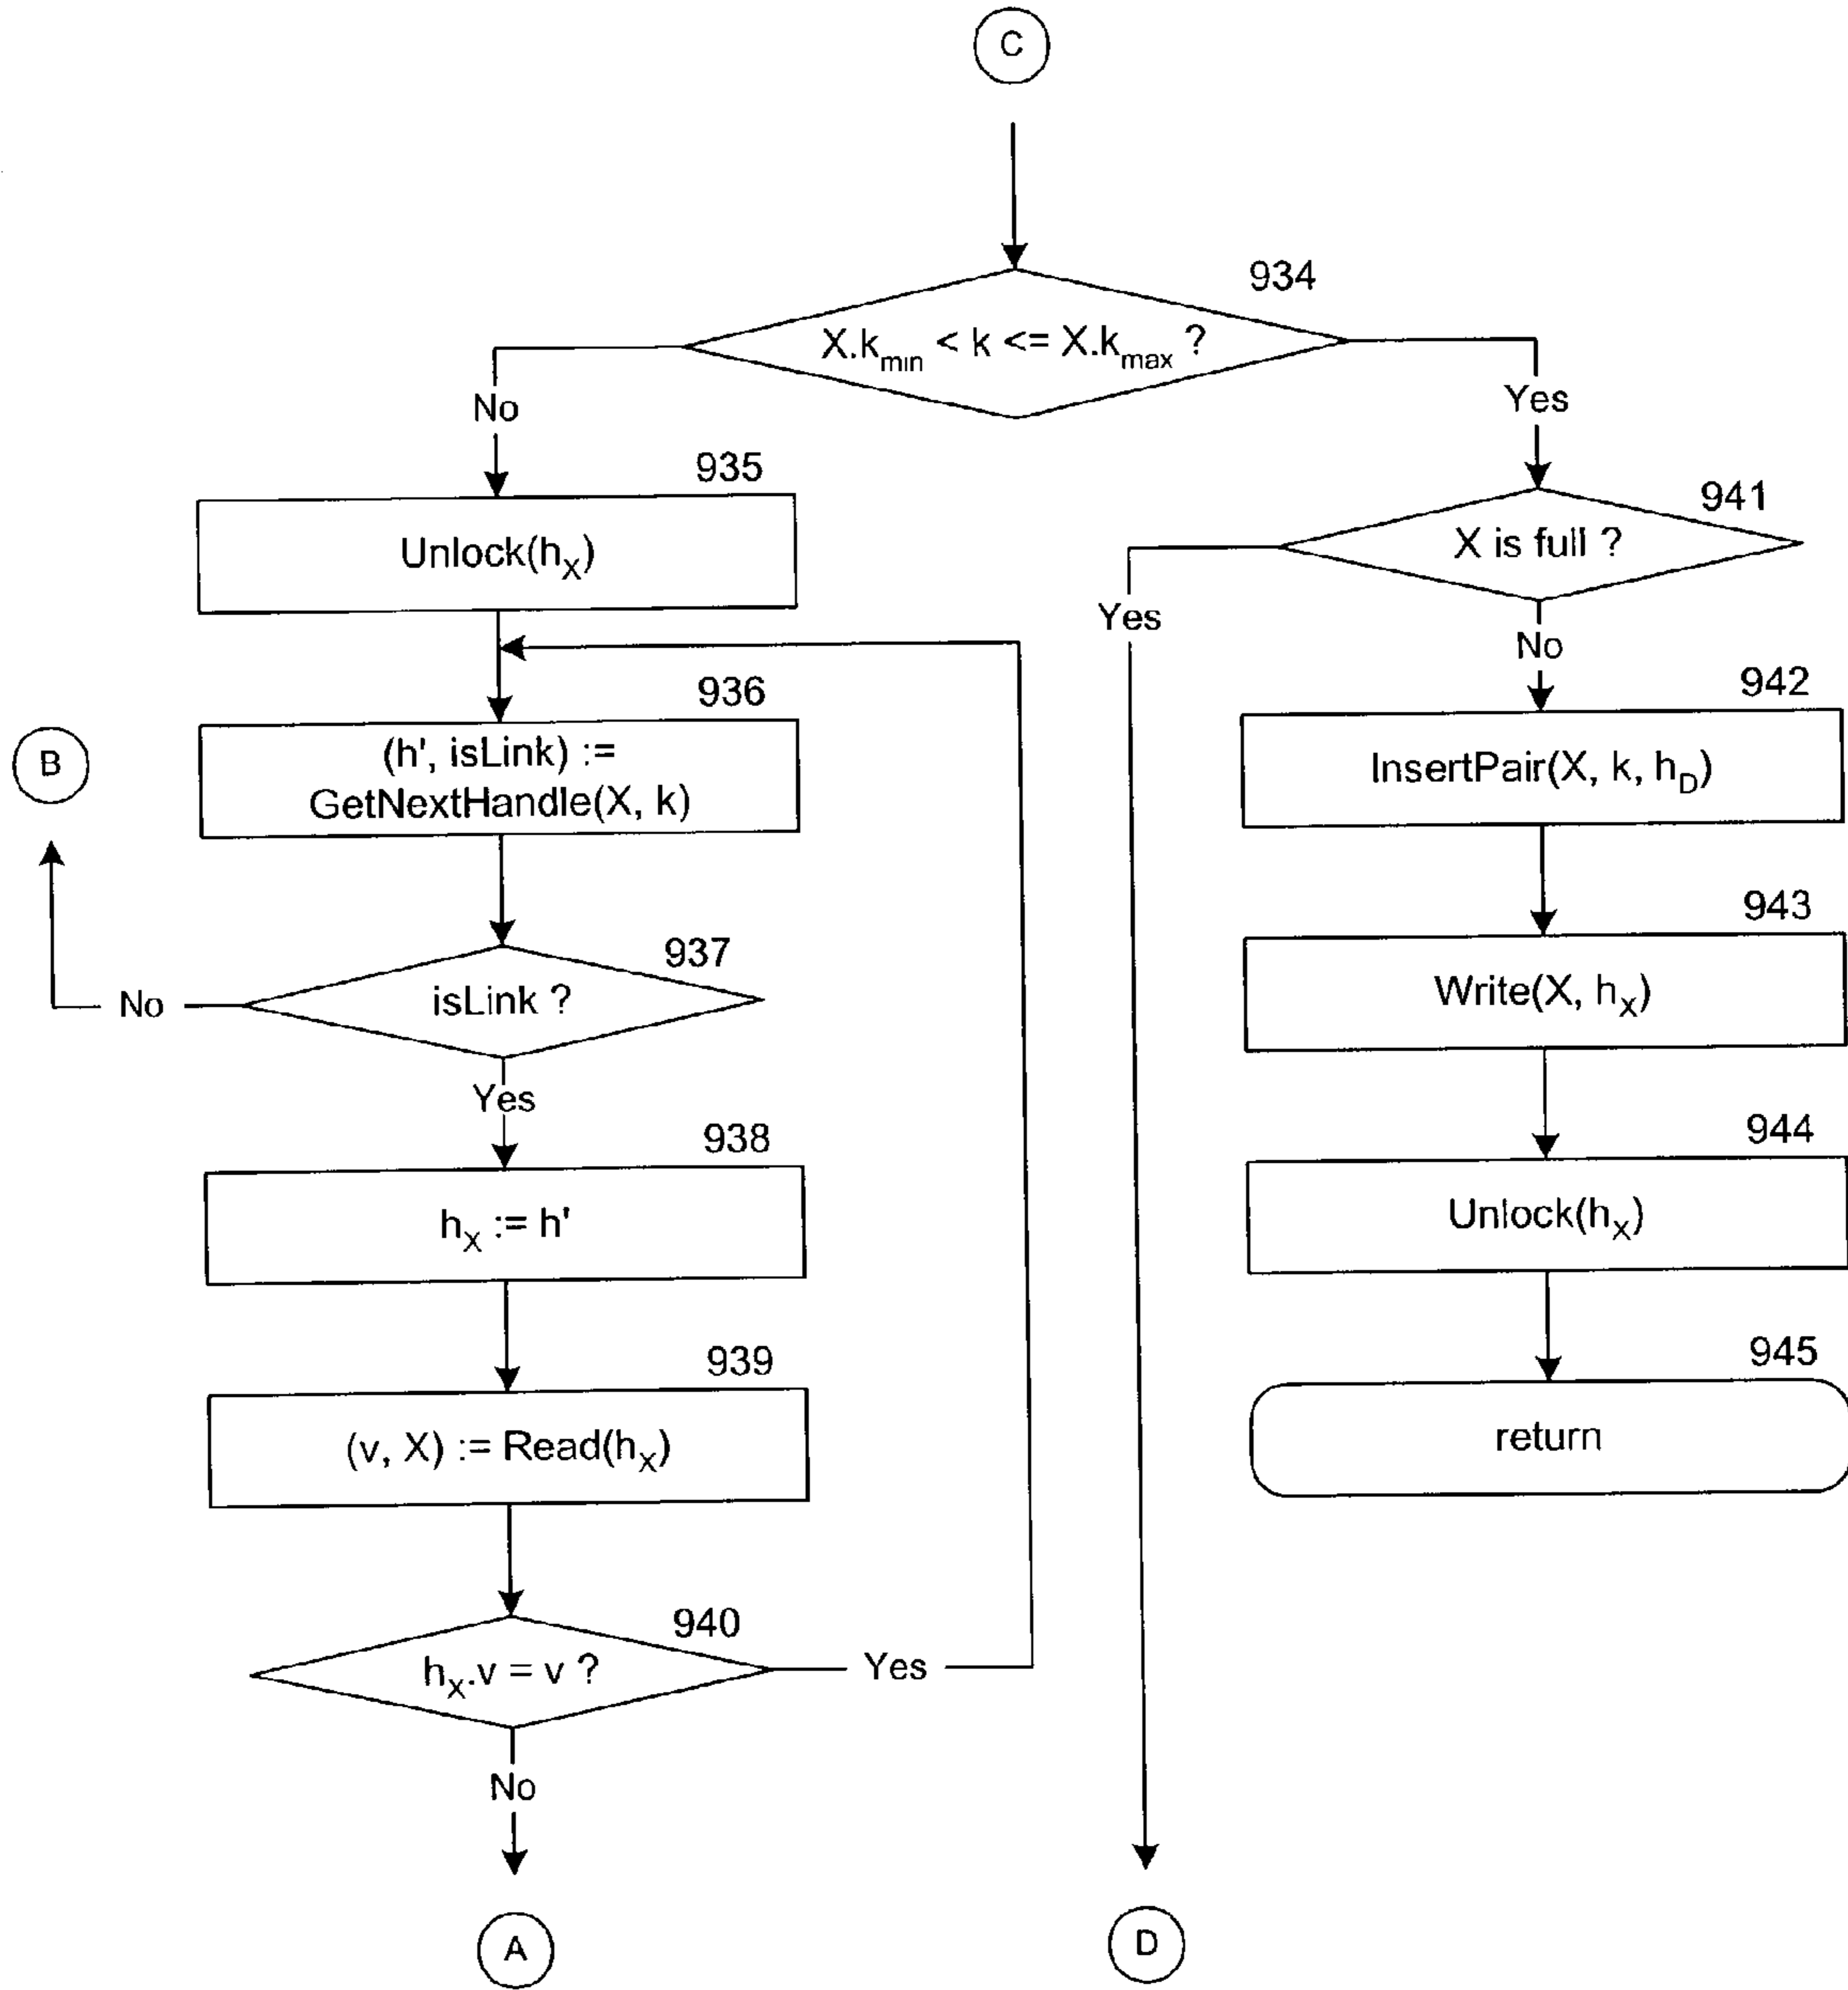 C
934
X.kmin < k <= X.kmax ?
No
Yes
935
Unlock(hX)
941
X is full ?
Yes
No
936
(h', isLink) :=
GetNextHandle(X, k)
B
942
InsertPair(X, k, hD)
937
isLink ?
No
Yes
943
Write(X, hX)
938
hX := h'
944
Unlock(hX)
939
(v, X) := Read(hX)
945
return
940
hX.v = v ?
Yes
No
A
D